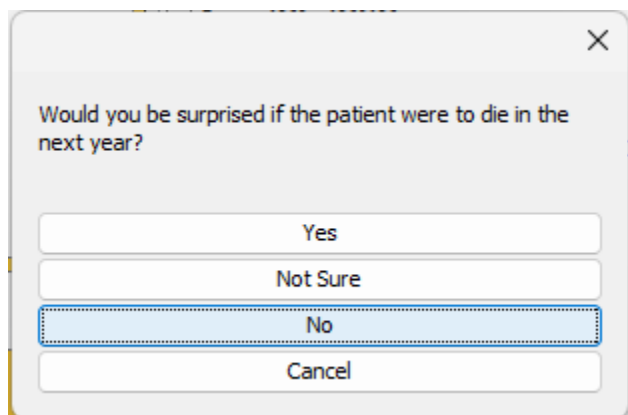 Would you be surprised if the patient were to die in the
next year?
Yes
Not Sure
No
Cancel